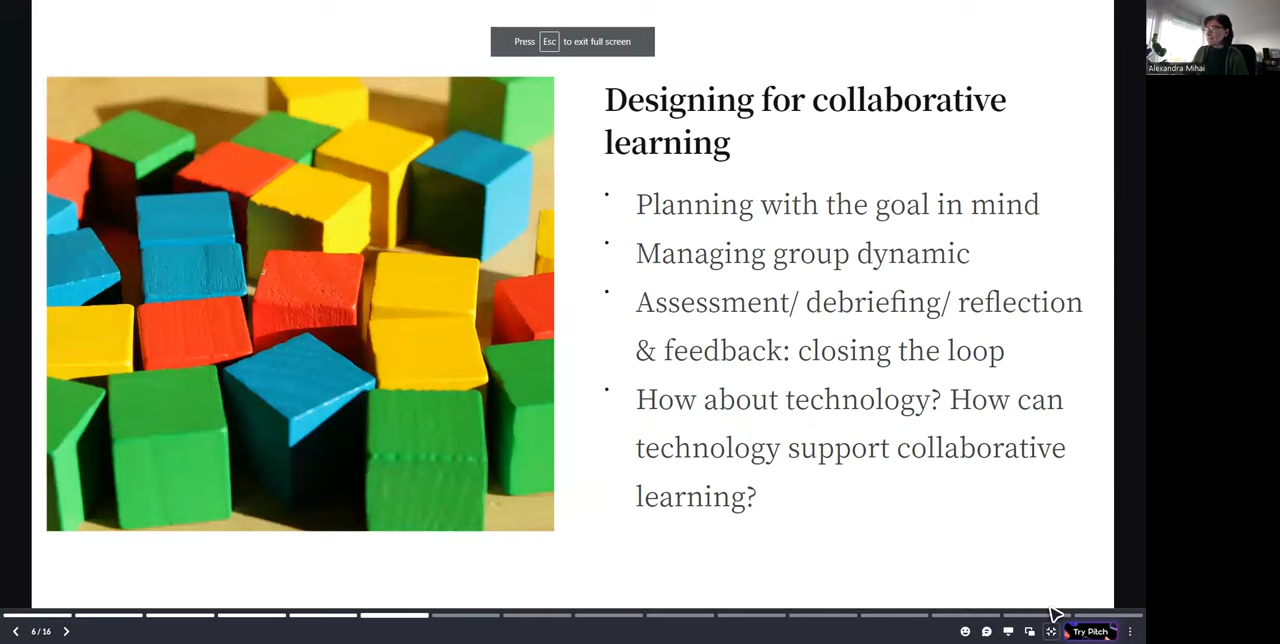 Press Esc to exit full screen
Alexandra Mihai
Designing for collaborative
learning
· Planning with the goal in mind
· Managing group dynamic
· Assessment/ debriefing/ reflection
& feedback: closing the loop
· How about technology? How can
technology support collaborative
learning?
6 / 16
Try Pitch